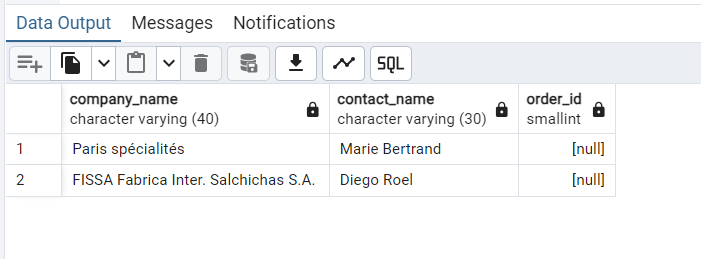 Data Output Messages Notifications
SQL
company_name contact_name order_id
character varying (40) character varying (30) smallint
1 Paris spécialités Marie Bertrand [null]
2 FISSA Fabrica Inter. Salchichas S.A. Diego Roel [null]